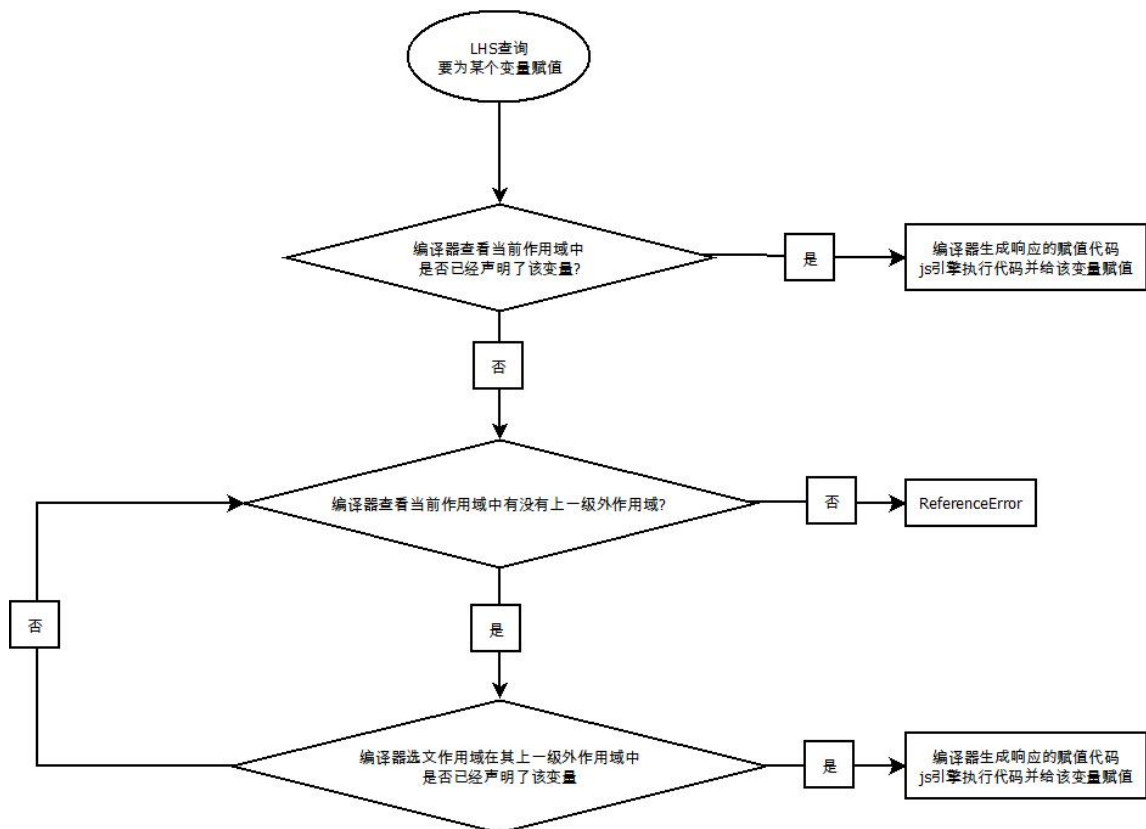 LHS查询
要为某个变量赋值
编译器查看当前作用域中
是否已经声明了该变量?
是
编译器生成响应的赋值代码
js引擎执行代码并给该变量赋值
否
编译器查看当前作用域中有没有上一级外作用域?
否
ReferenceError
否
是
编译器选文作用域在其上一级外作用域中
是否已经声明了该变量
是
编译器生成响应的赋值代码
js引擎执行代码并给该变量赋值